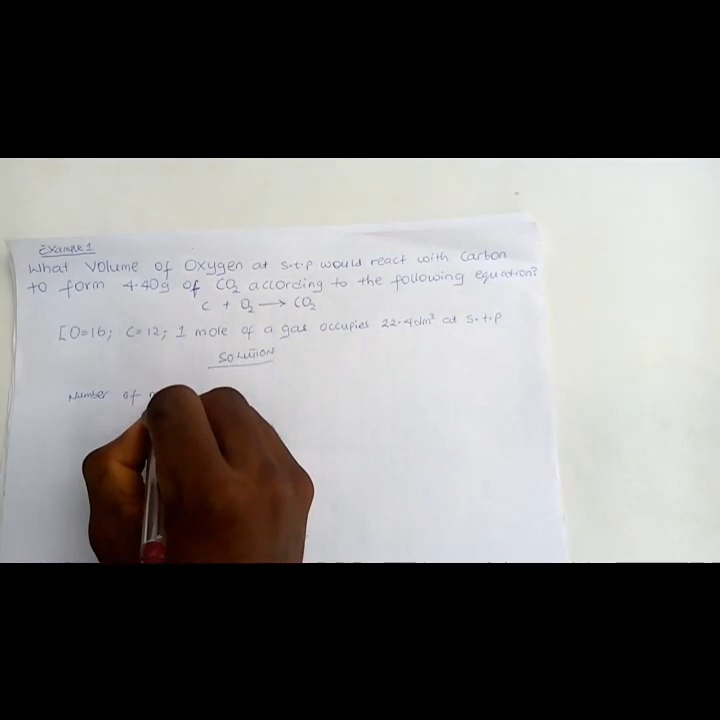 Example 1
What Volume of Oxygen at s.t.p would react with Carbon
to form 4.40g of CO₂ according to the following equation?
C + O₂ → CO₂
[O=16; C=12; 1 mole of a gas occupies 22.4dm³ at s.t.p
SOLUTION
Number of